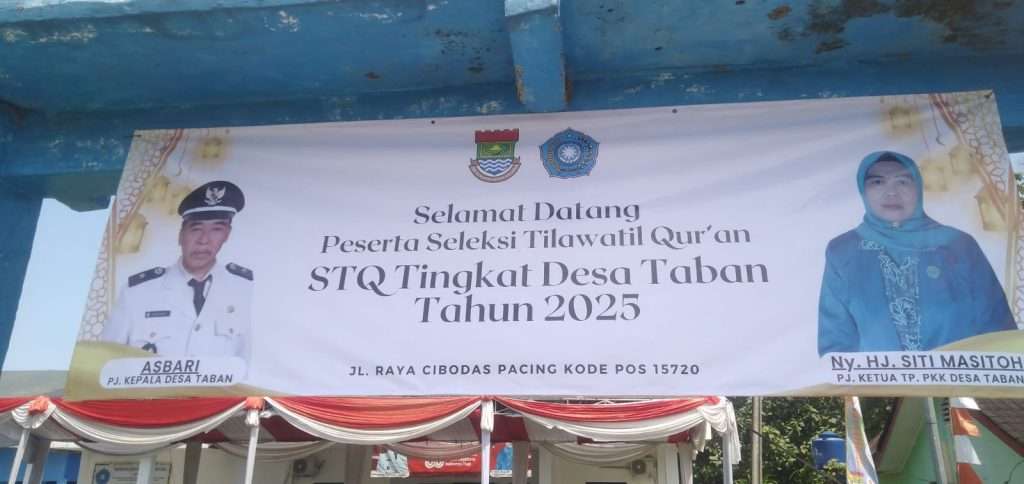 Selamat Datang
Peserta Seleksi Tilawatil Qur'an
STQ Tingkat Desa Taban
Tahun 2025
JL. RAYA CIBODAS PACING KODE POS 15720
ASBARI
PJ. KEPALA DESA TABAN
Ny. HJ. SITI MASITOH
PJ. KETUA TP. PKK DESA TABAN